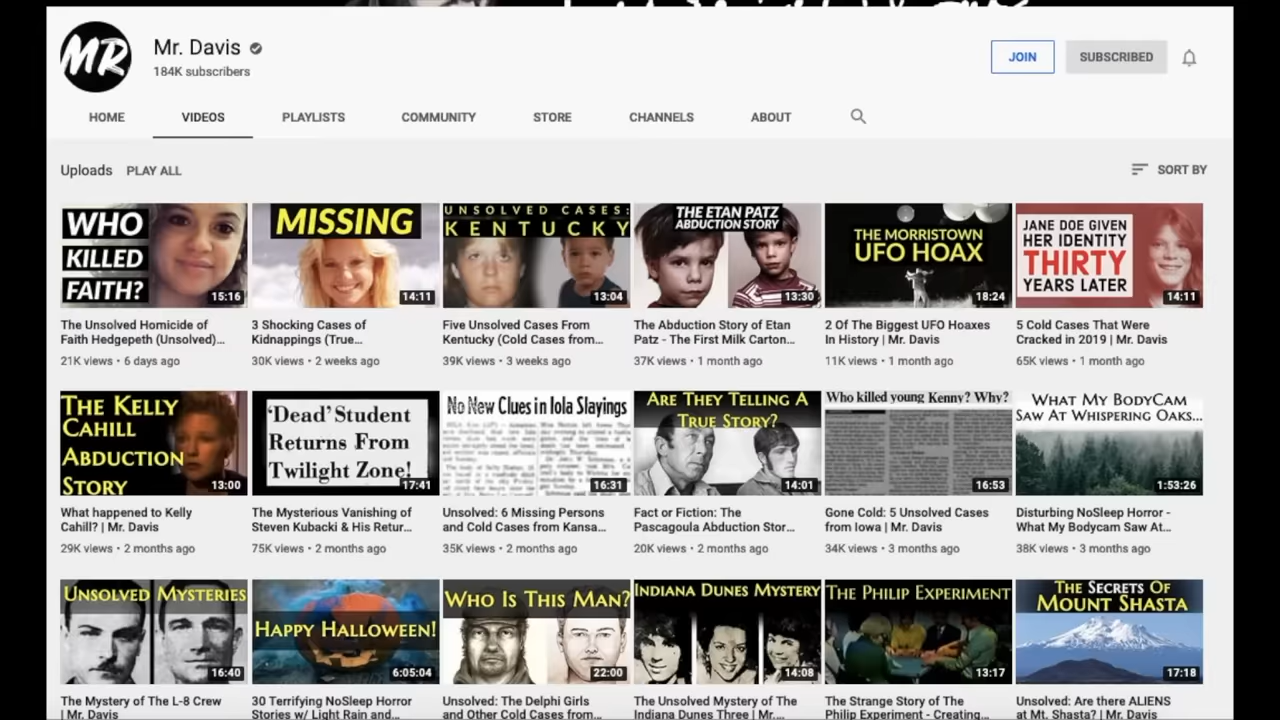 MR
Mr. Davis
184K subscribers
JOIN
SUBSCRIBED
HOME
VIDEOS
PLAYLISTS
COMMUNITY
STORE
CHANNELS
ABOUT
Uploads
PLAY ALL
SORT BY
WHO
KILLED
FAITH?
15:16
MISSING
14:11
UNSOLVED CASES:
KENTUCKY
13:04
THE ETAN PATZ
ABDUCTION STORY
13:30
THE MORRISTOWN
UFO HOAX
18:24
JANE DOE GIVEN
HER IDENTITY
THIRTY
YEARS LATER
14:11
The Unsolved Homicide of
Faith Hedgepeth (Unsolved)...
21K views • 6 days ago
3 Shocking Cases of
Kidnappings (True...
30K views • 2 weeks ago
Five Unsolved Cases From
Kentucky (Cold Cases from...
39K views • 3 weeks ago
The Abduction Story of Etan
Patz - The First Milk Carton...
37K views • 1 month ago
2 Of The Biggest UFO Hoaxes
In History | Mr. Davis
11K views • 1 month ago
5 Cold Cases That Were
Cracked in 2019 | Mr. Davis
65K views • 1 month ago
THE KELLY
CAHILL
ABDUCTION
STORY
13:00
'Dead' Student
Returns From
Twilight Zone!
17:41
No New Clues in Iola Slayings
16:31
ARE THEY TELLING A
TRUE STORY?
14:01
Who killed young Kenny? Why?
16:53
WHAT MY BODYCAM
SAW AT WHISPERING OAKS...
1:53:26
What happened to Kelly
Cahill? | Mr. Davis
29K views • 2 months ago
The Mysterious Vanishing of
Steven Kubacki & His Retur...
75K views • 2 months ago
Unsolved: 6 Missing Persons
and Cold Cases from Kansa...
35K views • 2 months ago
Fact or Fiction: The
Pascagoula Abduction Stor...
20K views • 2 months ago
Gone Cold: 5 Unsolved Cases
from Iowa | Mr. Davis
34K views • 3 months ago
Disturbing NoSleep Horror -
What My Bodycam Saw At...
38K views • 3 months ago
UNSOLVED MYSTERIES
16:40
HAPPY HALLOWEEN!
6:05:04
WHO IS THIS MAN?
22:00
INDIANA DUNES MYSTERY
14:08
THE PHILIP EXPERIMENT
13:17
THE SECRETS OF
MOUNT SHASTA
17:18
The Mystery of The L-8 Crew
| Mr. Davis
30 Terrifying NoSleep Horror
Stories w/ Light Rain and...
Unsolved: The Delphi Girls
and Other Cold Cases from...
The Unsolved Mystery of The
Indiana Dunes Three | Mr....
The Strange Story of The
Philip Experiment - Creating...
Unsolved: Are there ALIENS
at Mt. Shasta? | Mr. Davis